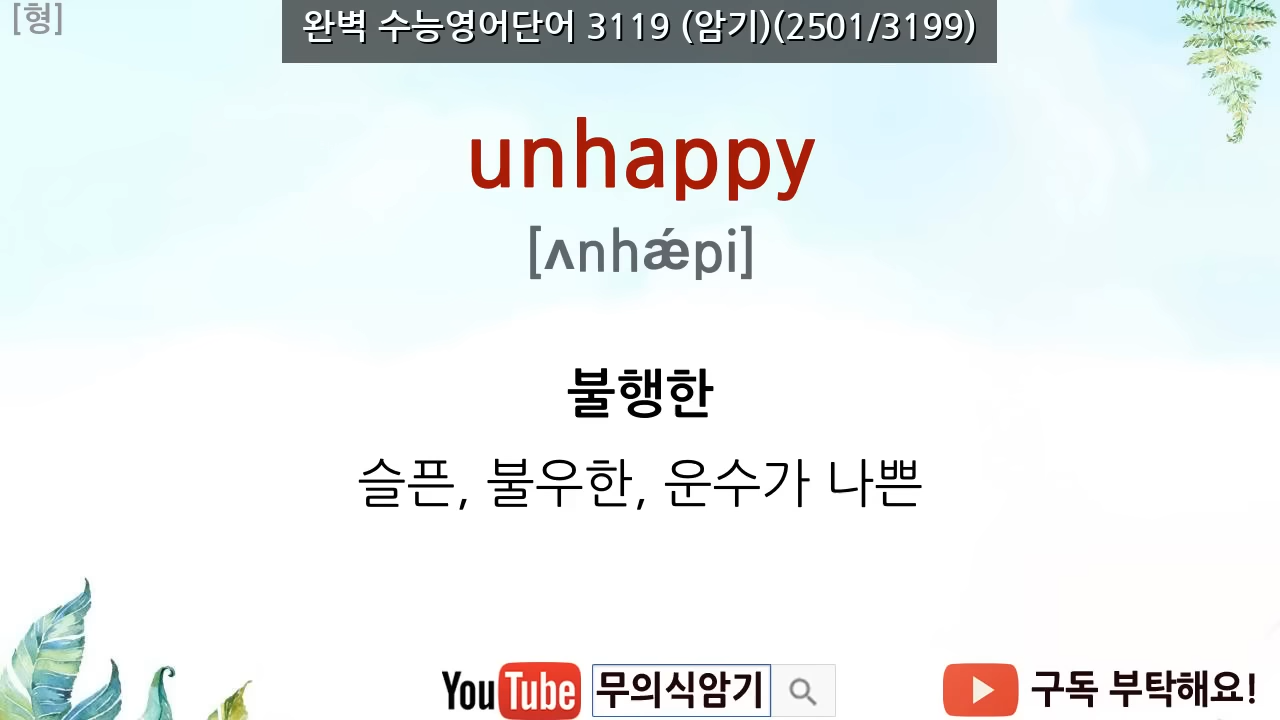 [형]
완벽 수능영어단어 3119 (암기)(2501/3199)
unhappy
[ʌnhǽpi]
불행한
슬픈, 불우한, 운수가 나쁜
YouTube 무의식암기
구독 부탁해요!